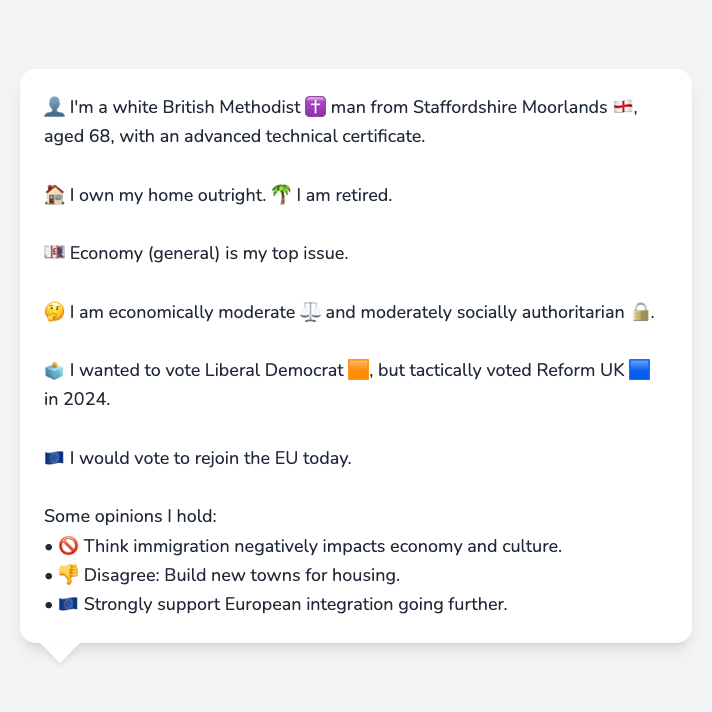 👤 I'm a white British Methodist ✝️ man from Staffordshire Moorlands 🏴󠁧󠁢󠁥󠁮󠁧󠁿,
aged 68, with an advanced technical certificate.
🏠 I own my home outright. 🌴 I am retired.
💷 Economy (general) is my top issue.
🤔 I am economically moderate ⚖️ and moderately socially authoritarian 🔒.
🗳️ I wanted to vote Liberal Democrat 🟧, but tactically voted Reform UK 🟦
in 2024.
🇪🇺 I would vote to rejoin the EU today.
Some opinions I hold:
• 🚫 Think immigration negatively impacts economy and culture.
• 👎 Disagree: Build new towns for housing.
• 🇪🇺 Strongly support European integration going further.